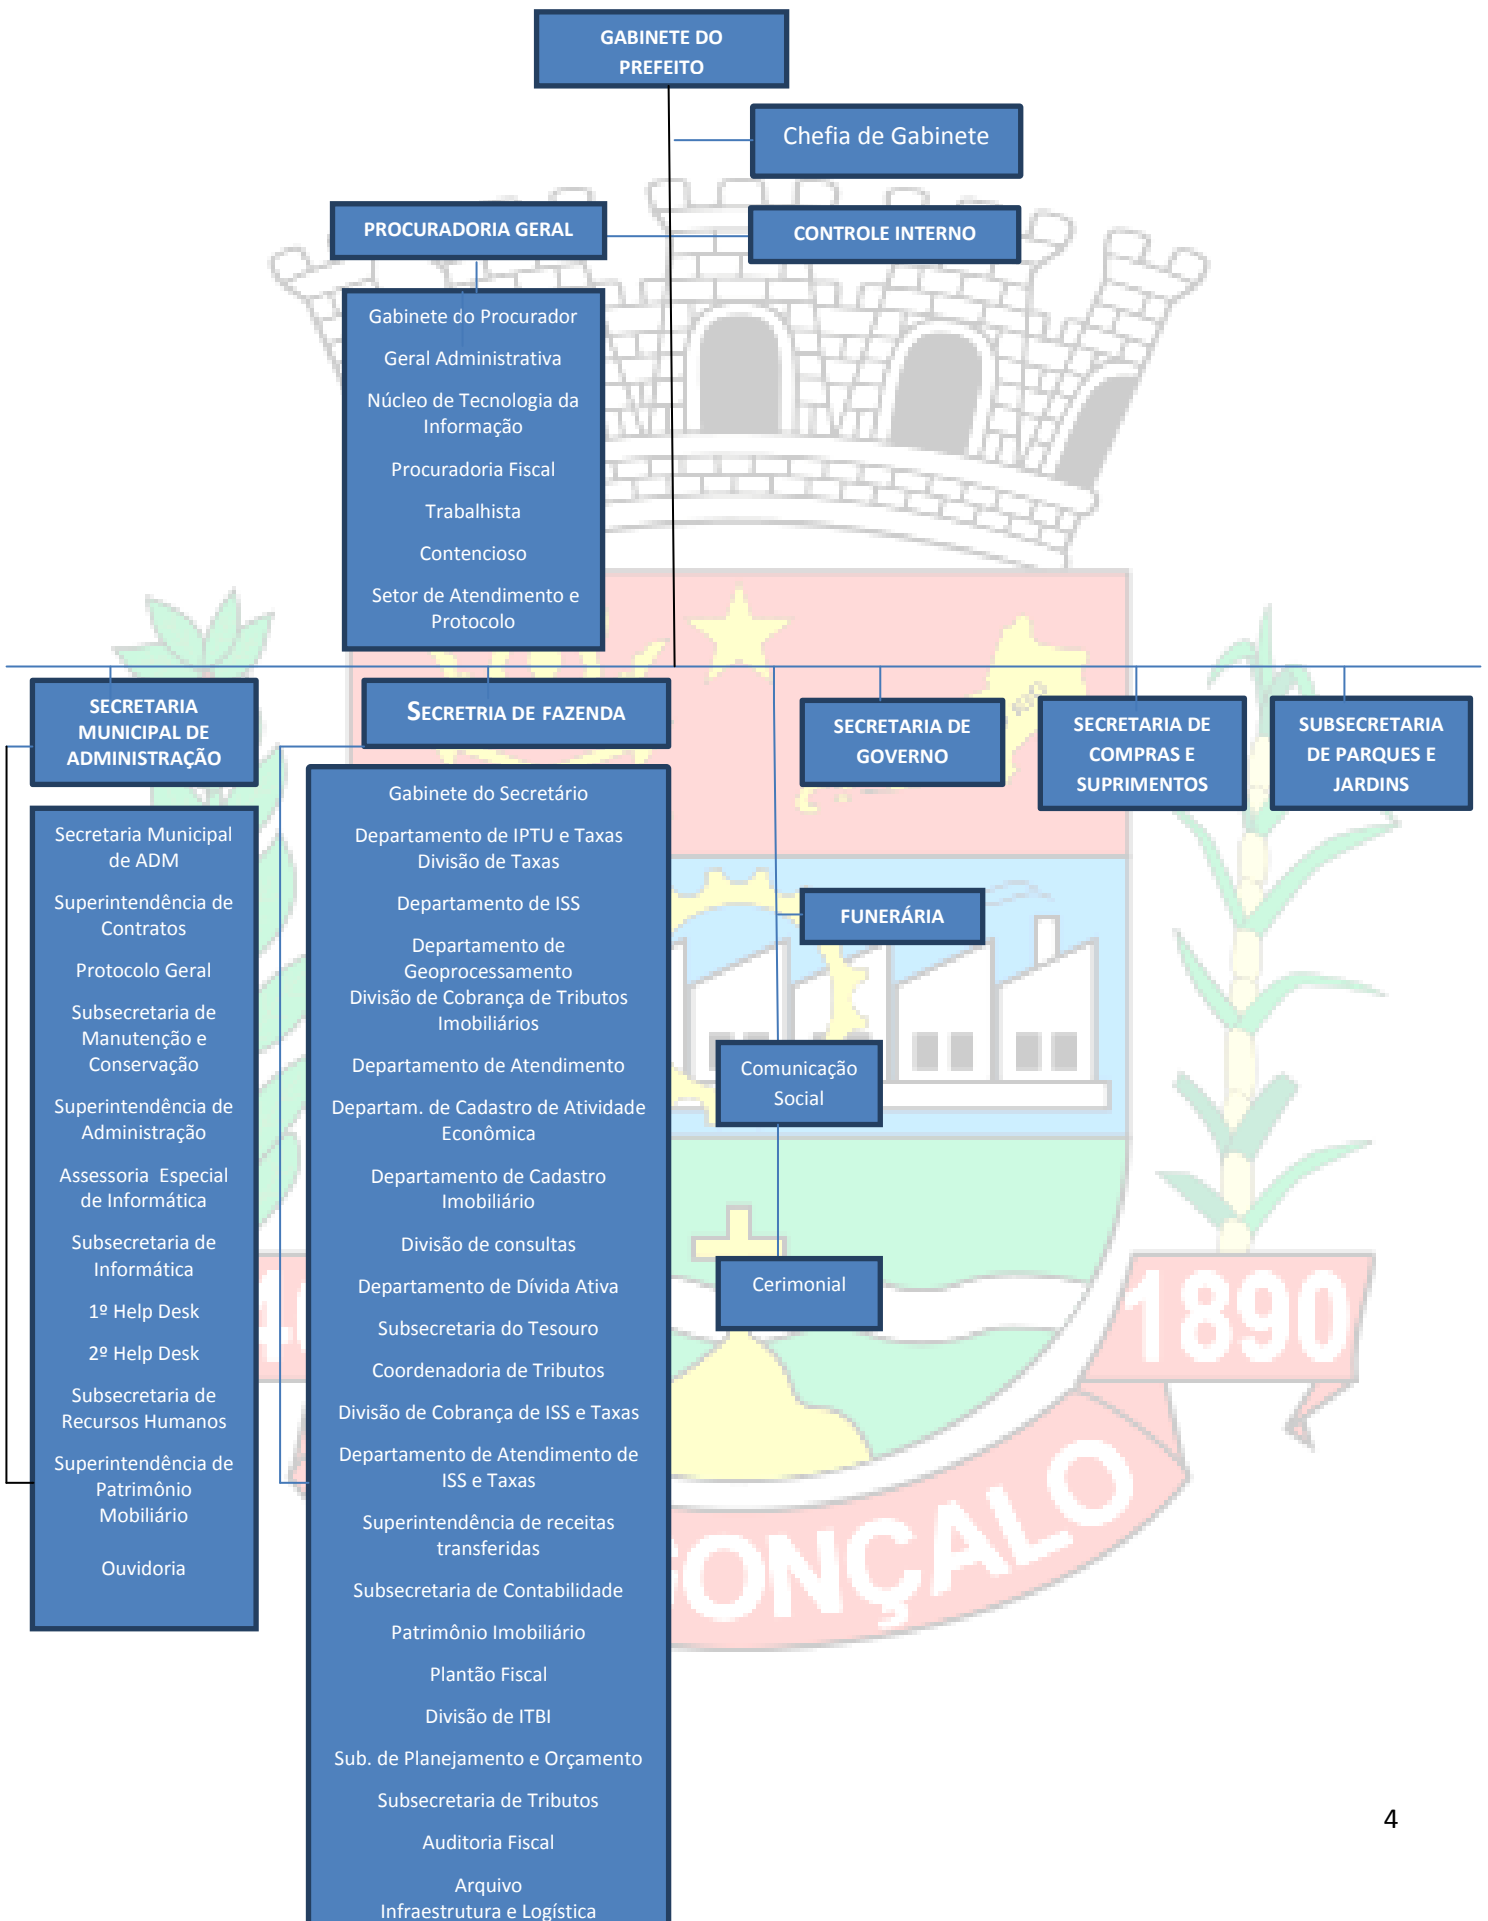 GABINETE DO
PREFEITO
Chefia de Gabinete
PROCURADORIA GERAL
CONTROLE INTERNO
Gabinete do Procurador
Geral Administrativa
Núcleo de Tecnologia da
Informação
Procuradoria Fiscal
Trabalhista
Contencioso
Setor de Atendimento e
Protocolo
SECRETARIA
MUNICIPAL DE
ADMINISTRAÇÃO
SECRETRIA DE FAZENDA
SECRETARIA DE
GOVERNO
SECRETARIA DE
COMPRAS E
SUPRIMENTOS
SUBSECRETARIA
DE PARQUES E
JARDINS
Secretaria Municipal
de ADM
Superintendência de
Contratos
Protocolo Geral
Subsecretaria de
Manutenção e
Conservação
Superintendência de
Administração
Assessoria  Especial
de Informática
Subsecretaria de
Informática
1º Help Desk
2º Help Desk
Subsecretaria de
Recursos Humanos
Superintendência de
Patrimônio
Mobiliário
Ouvidoria
Gabinete do Secretário
Departamento de IPTU e Taxas
Divisão de Taxas
Departamento de ISS
Departamento de
Geoprocessamento
Divisão de Cobrança de Tributos
Imobiliários
Departamento de Atendimento
Departam. de Cadastro de Atividade
Econômica
Departamento de Cadastro
Imobiliário
Divisão de consultas
Departamento de Dívida Ativa
Subsecretaria do Tesouro
Coordenadoria de Tributos
Divisão de Cobrança de ISS e Taxas
Departamento de Atendimento de
ISS e Taxas
Superintendência de receitas
transferidas
Subsecretaria de Contabilidade
Patrimônio Imobiliário
Plantão Fiscal
Divisão de ITBI
Sub. de Planejamento e Orçamento
Subsecretaria de Tributos
Auditoria Fiscal
Arquivo
Infraestrutura e Logística
FUNERÁRIA
Comunicação
Social
Cerimonial
1890
GONÇALO
4